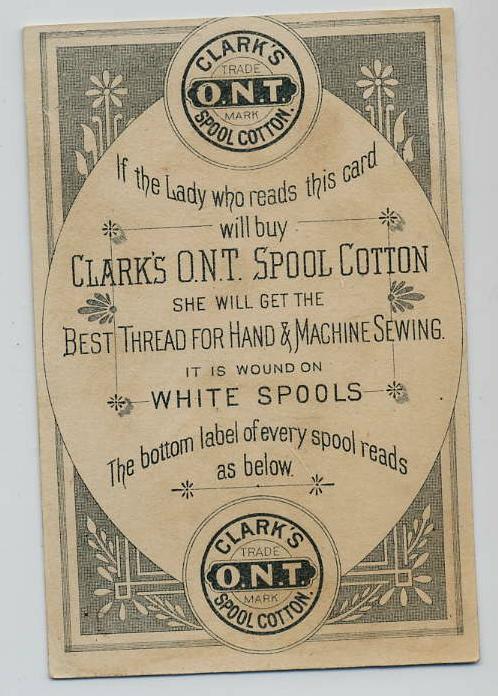 CLARK'S
TRADE
O.N.T.
MARK
SPOOL COTTON.
If the Lady who reads this card
will buy
CLARK'S O.N.T. SPOOL COTTON
SHE WILL GET THE
BEST THREAD FOR HAND & MACHINE SEWING.
IT IS WOUND ON
WHITE SPOOLS
The bottom label of every spool reads
as below.
CLARK'S
TRADE
O.N.T.
MARK
SPOOL COTTON.